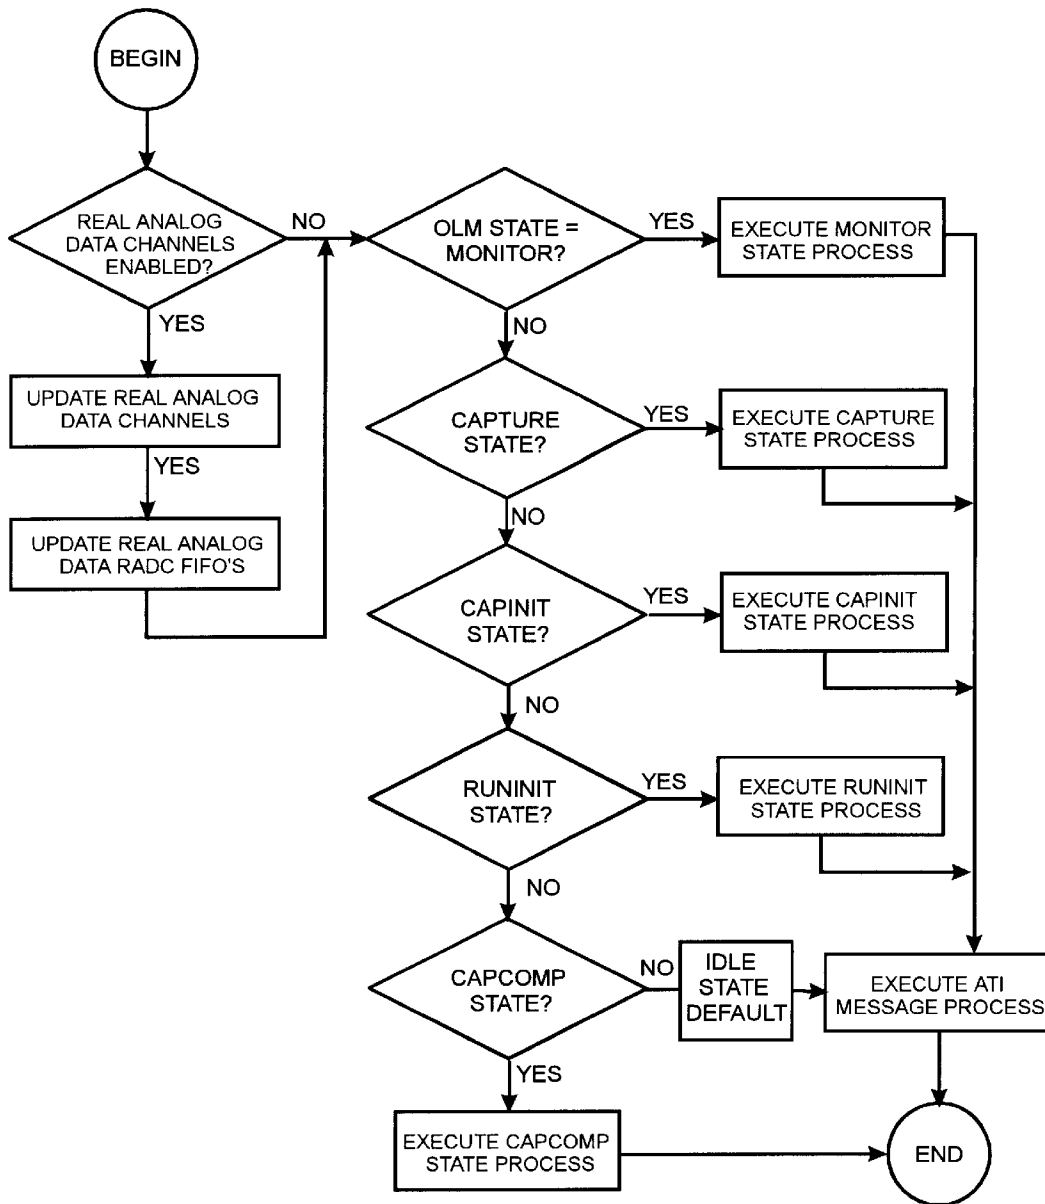 BEGIN
REAL ANALOG
DATA CHANNELS
ENABLED?
NO
YES
UPDATE REAL ANALOG
DATA CHANNELS
YES
UPDATE REAL ANALOG
DATA RADC FIFO'S
OLM STATE =
MONITOR?
YES
EXECUTE MONITOR
STATE PROCESS
NO
CAPTURE
STATE?
YES
EXECUTE CAPTURE
STATE PROCESS
NO
CAPINIT
STATE?
YES
EXECUTE CAPINIT
STATE PROCESS
NO
RUNINIT
STATE?
YES
EXECUTE RUNINIT
STATE PROCESS
NO
CAPCOMP
STATE?
NO
IDLE
STATE
DEFAULT
EXECUTE ATI
MESSAGE PROCESS
YES
EXECUTE CAPCOMP
STATE PROCESS
END